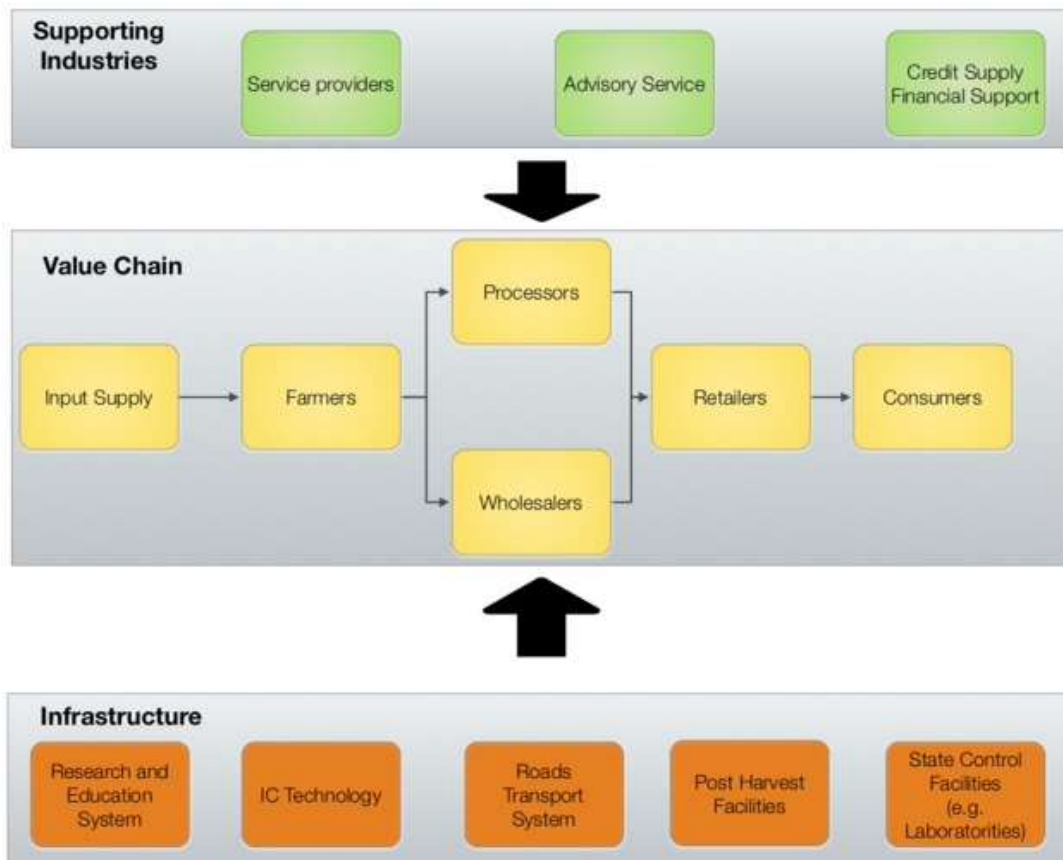 Supporting
Industries
Service providers
Advisory Service
Credit Supply
Financial Support
Value Chain
Processors
Input Supply
Farmers
Retailers
Consumers
Wholesalers
Infrastructure
Research and
Education
System
IC Technology
Roads
Transport
System
Post Harvest
Facilities
State Control
Facilities
(e.g.
Laboratorities)